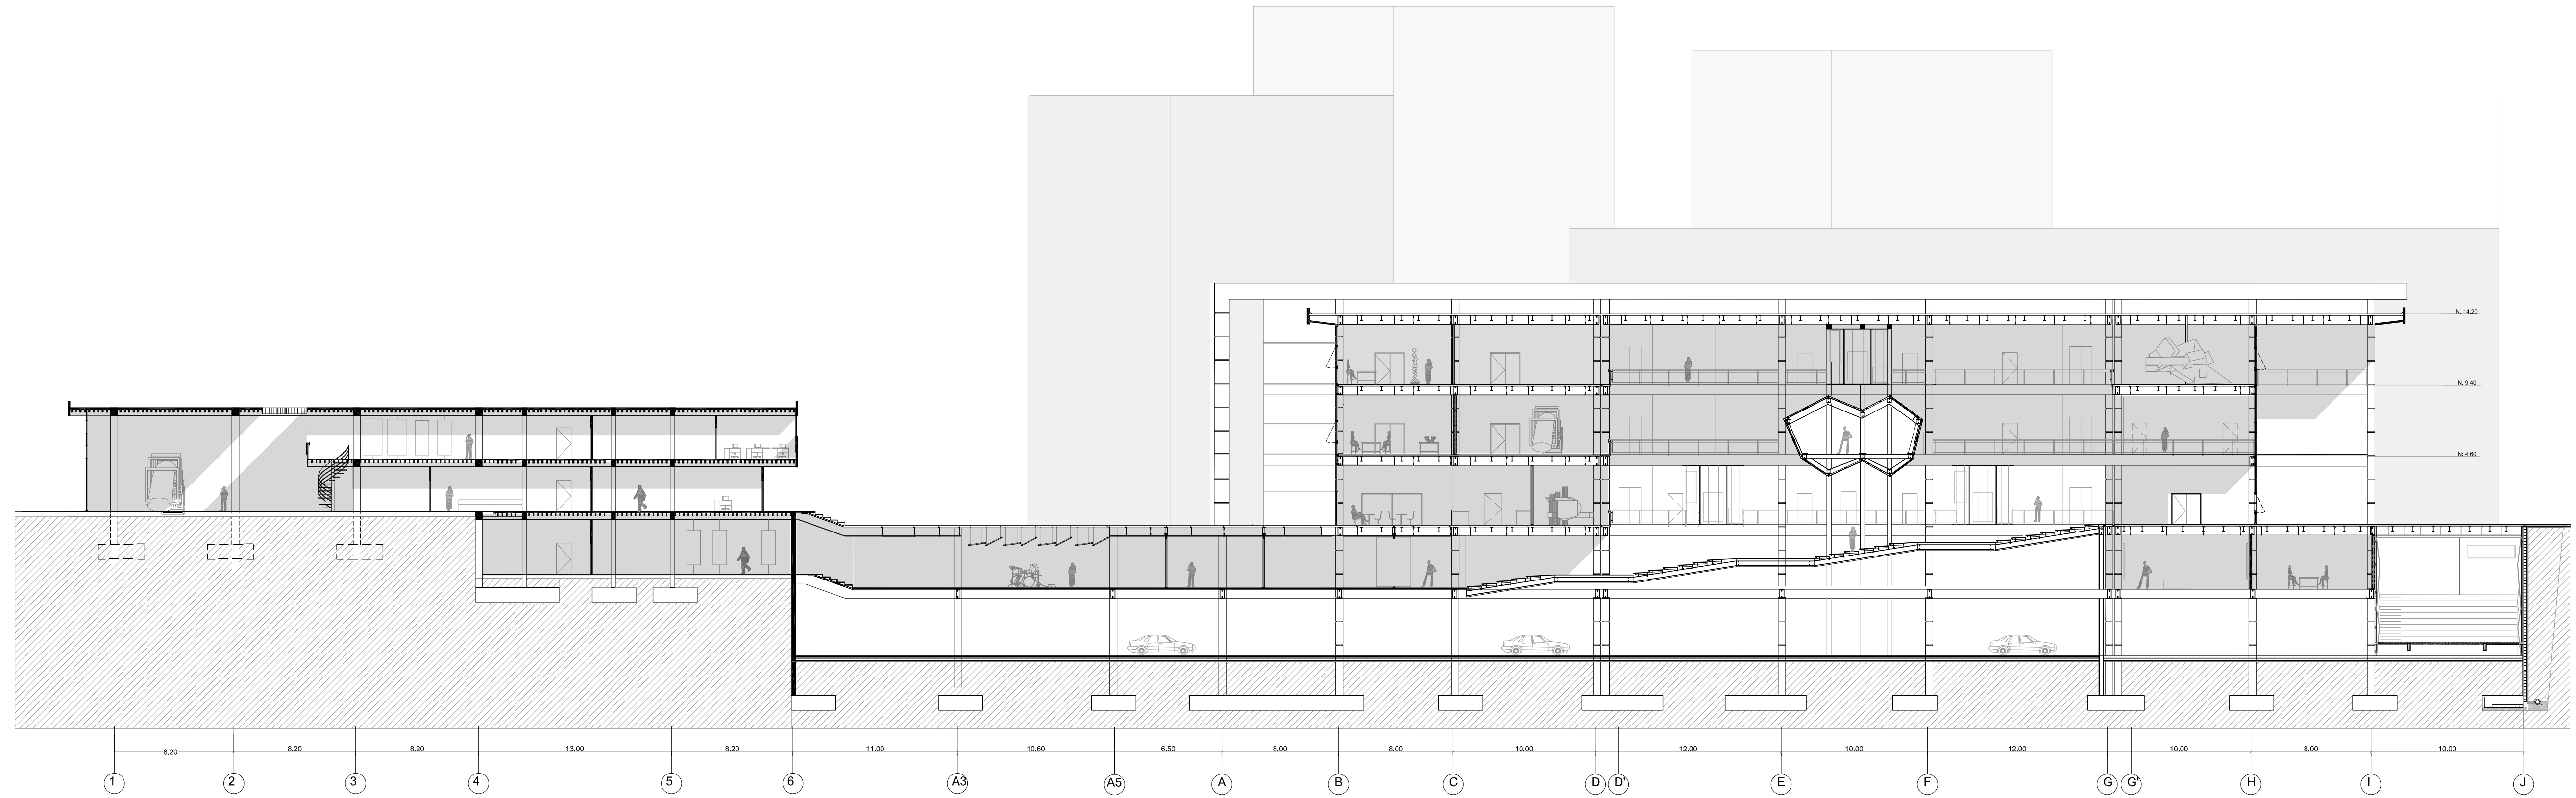 N: 14,20
N: 9,40
N: 4,60
8,20 8,20 8,20 13,00 8,20 11,00 10,60 6,50 8,00 8,00 10,00 12,00 10,00 12,00 10,00 8,00 10,00
1 2 3 4 5 6 A3 A5 A B C D D' E F G G' H I J